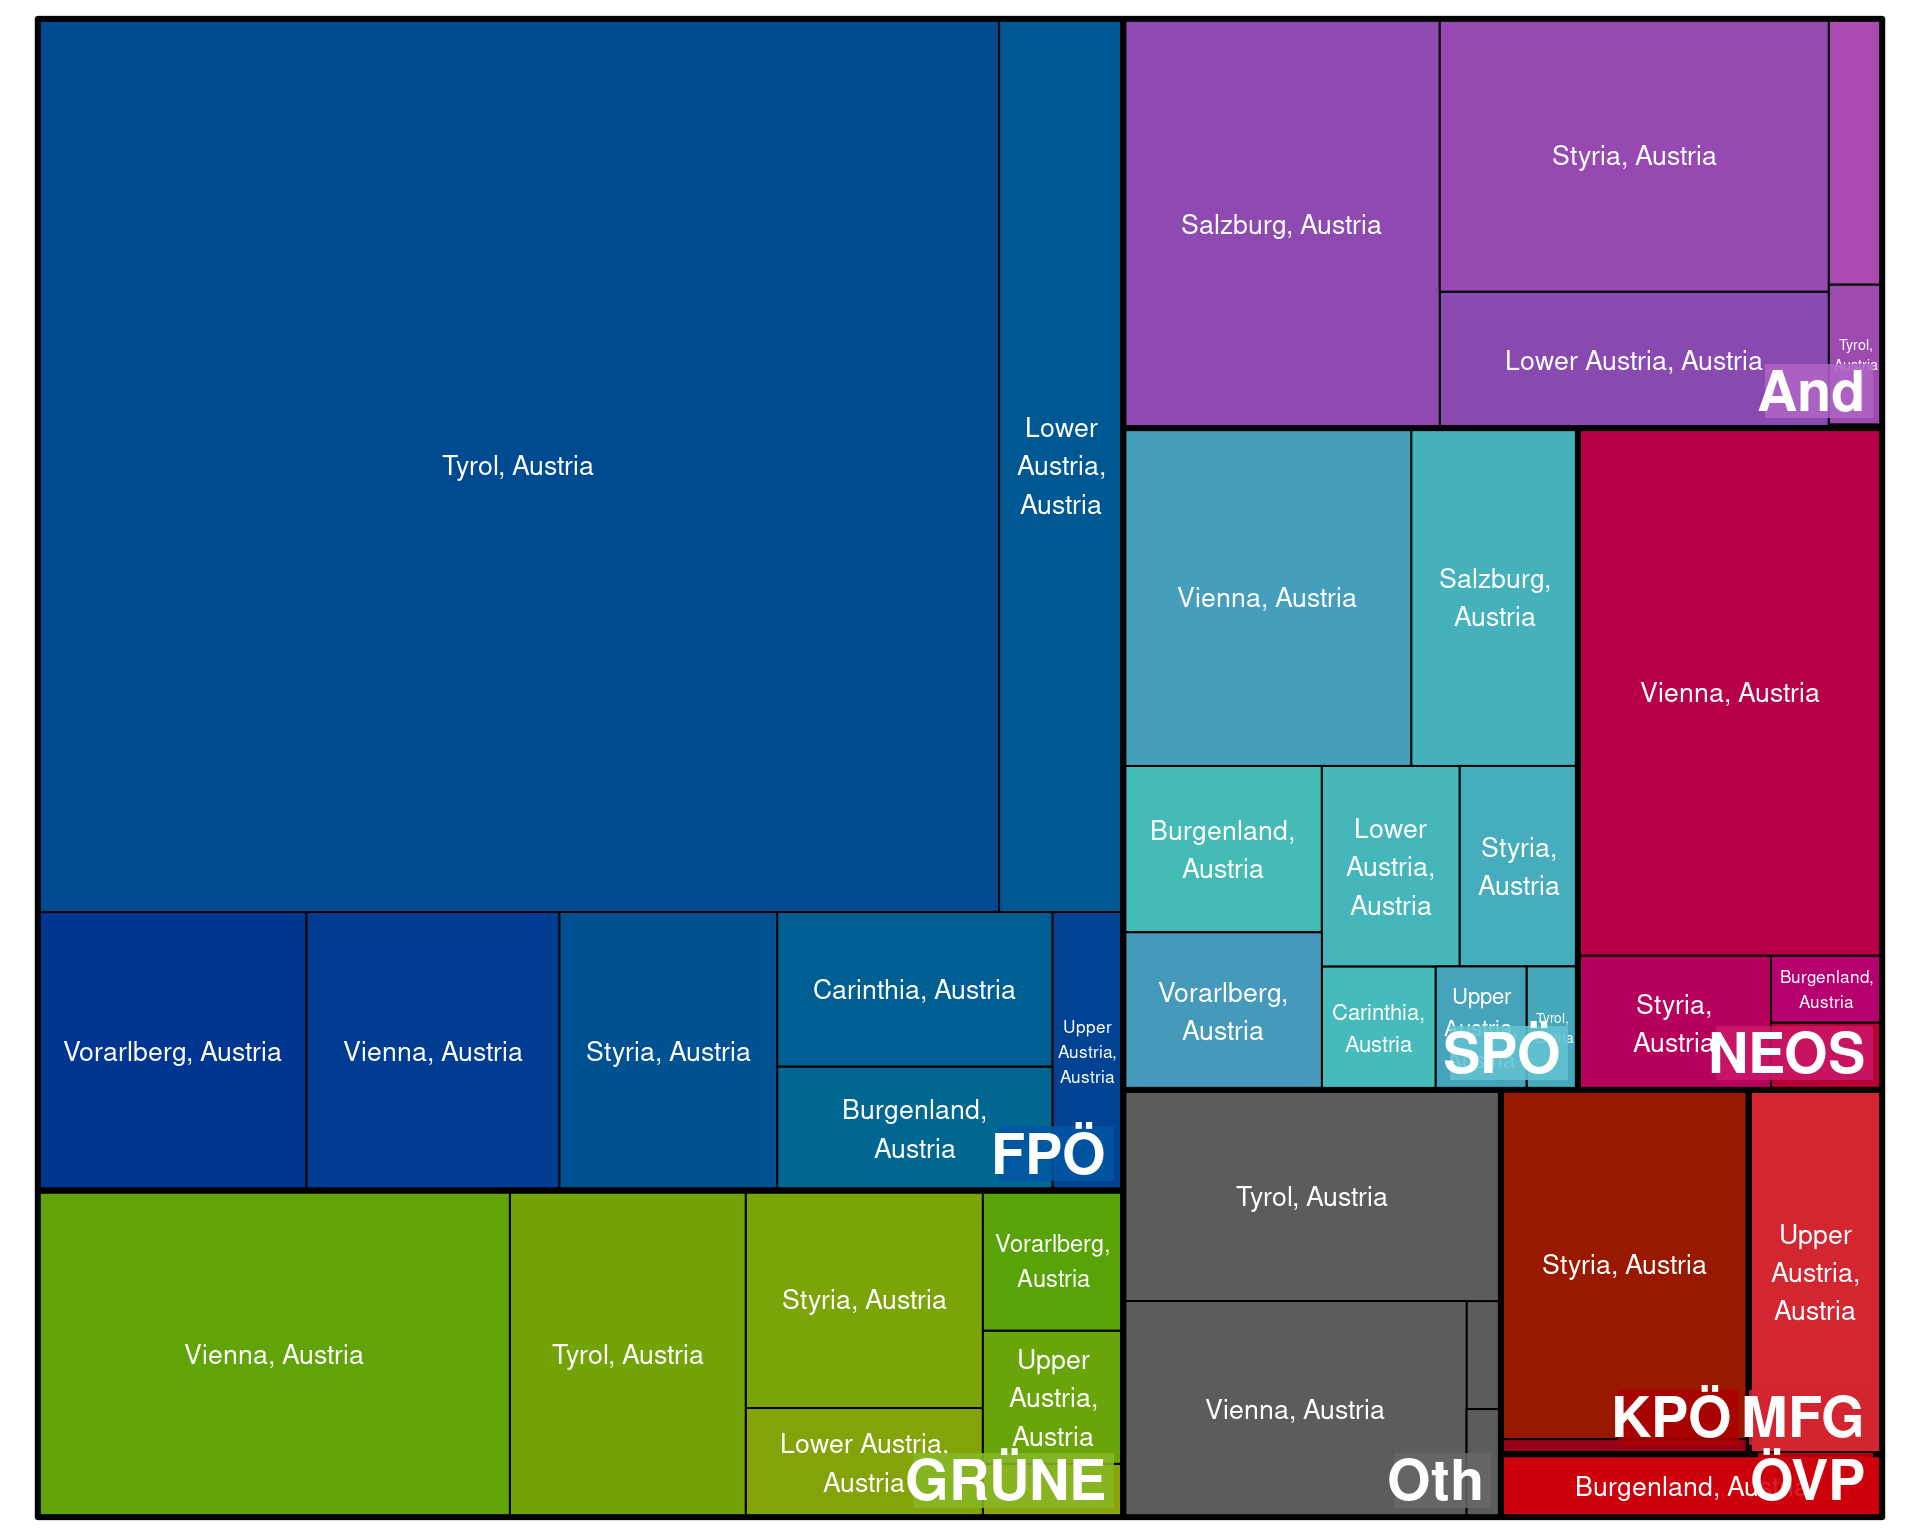 Tyrol, Austria
Lower
Austria,
Austria
Vorarlberg, Austria
Vienna, Austria
Styria, Austria
Carinthia, Austria
Burgenland,
Austria
Upper
Austria,
Austria
FPÖ
Vienna, Austria
Tyrol, Austria
Styria, Austria
Lower Austria,
Austria
Vorarlberg,
Austria
Upper
Austria,
Austria
GRÜNE
Salzburg, Austria
Styria, Austria
Lower Austria, Austria
Tyrol,
Austria
And
Vienna, Austria
Salzburg,
Austria
Burgenland,
Austria
Lower
Austria,
Austria
Styria,
Austria
Vorarlberg,
Austria
Carinthia,
Austria
Upper
Austria,
Austria
Tyrol,
SPÖ
Vienna, Austria
Styria,
Austria
Burgenland,
Austria
NEOS
Tyrol, Austria
Vienna, Austria
Oth
Styria, Austria
KPÖ
Upper
Austria,
Austria
MFG
Burgenland, Austria
ÖVP